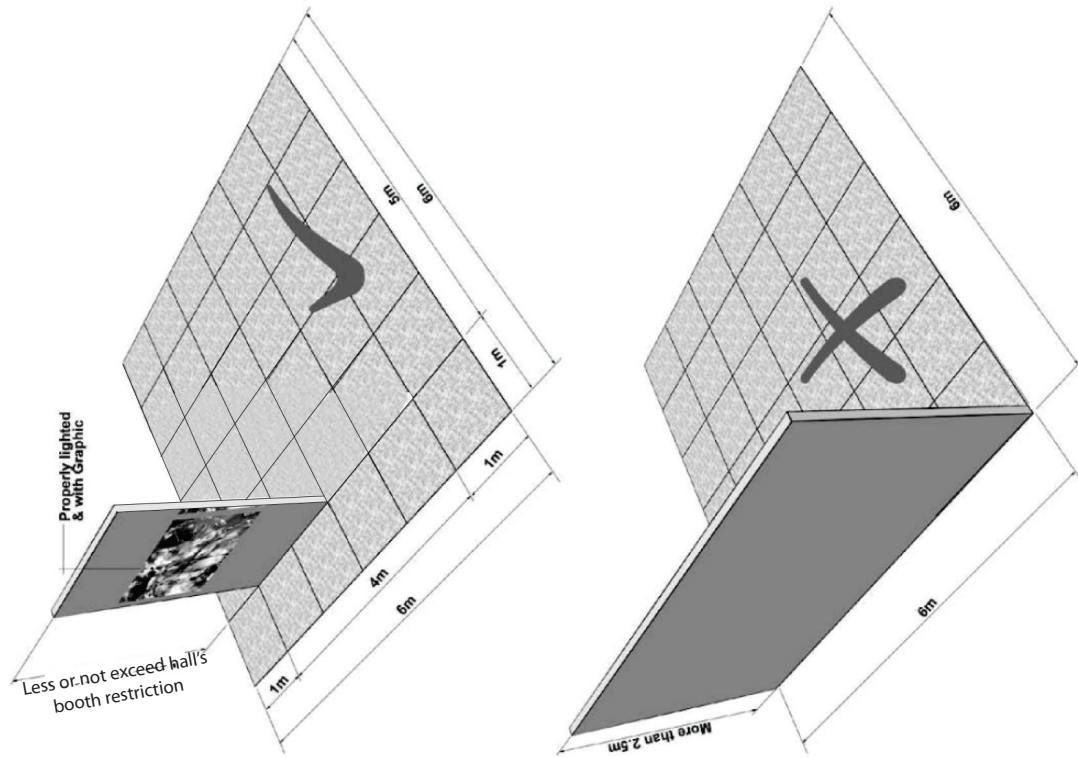 Properly lighted
& with Graphic
5m
6m
1m
1m
4m
6m
1m
Less or not exceed hall's
booth restriction
6m
6m
More than 2.5m